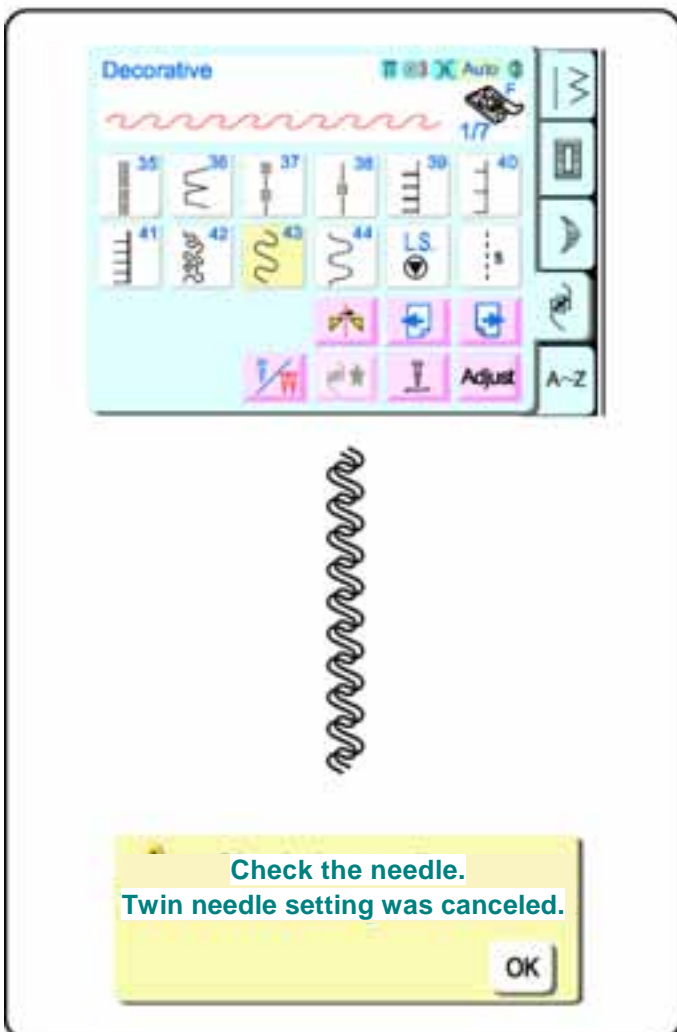 Decorative Auto
F
1/7
35 36 37 38 39 40
41 42 43 44 L.S. s
Adjust A~Z
Check the needle.
Twin needle setting was canceled.
OK